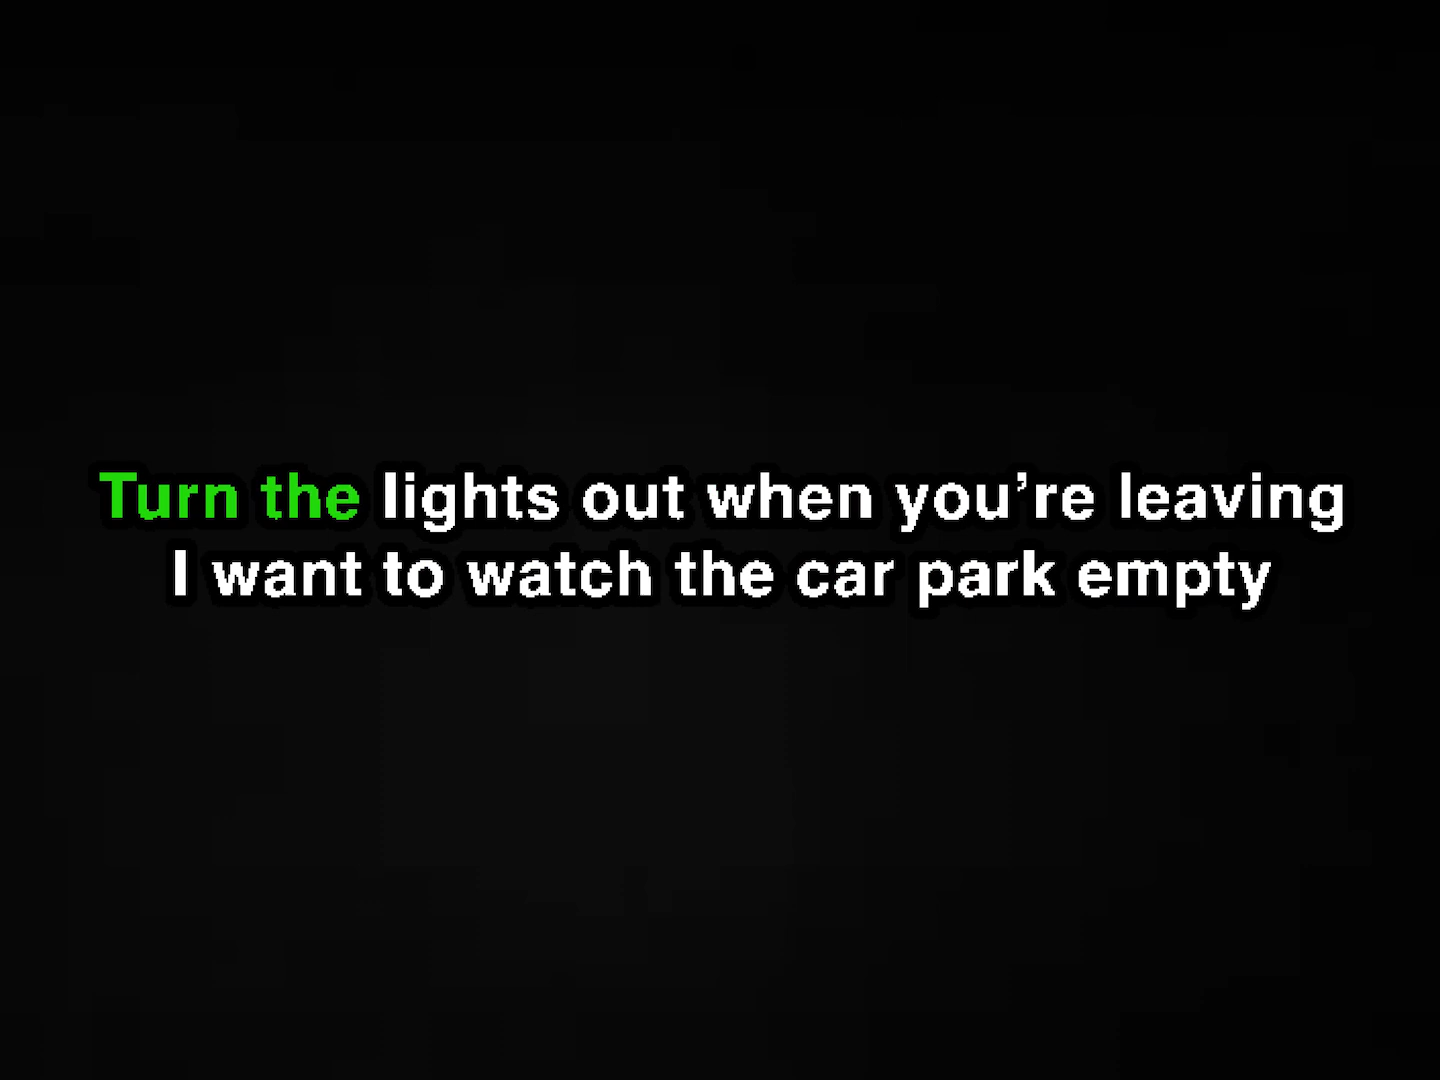 Turn the lights out when you’re leaving
I want to watch the car park empty